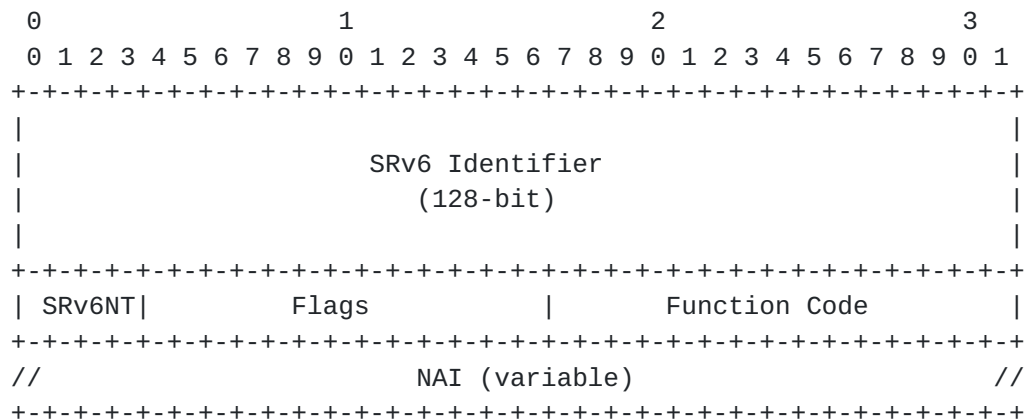 0                   1                   2                   3
 0 1 2 3 4 5 6 7 8 9 0 1 2 3 4 5 6 7 8 9 0 1 2 3 4 5 6 7 8 9 0 1
+-+-+-+-+-+-+-+-+-+-+-+-+-+-+-+-+-+-+-+-+-+-+-+-+-+-+-+-+-+-+-+-+
|                                                               |
|                      SRv6 Identifier                          |
|                         (128-bit)                             |
|                                                               |
+-+-+-+-+-+-+-+-+-+-+-+-+-+-+-+-+-+-+-+-+-+-+-+-+-+-+-+-+-+-+-+-+
| SRv6NT|         Flags           |       Function Code         |
+-+-+-+-+-+-+-+-+-+-+-+-+-+-+-+-+-+-+-+-+-+-+-+-+-+-+-+-+-+-+-+-+
//                        NAI (variable)                       //
+-+-+-+-+-+-+-+-+-+-+-+-+-+-+-+-+-+-+-+-+-+-+-+-+-+-+-+-+-+-+-+-+